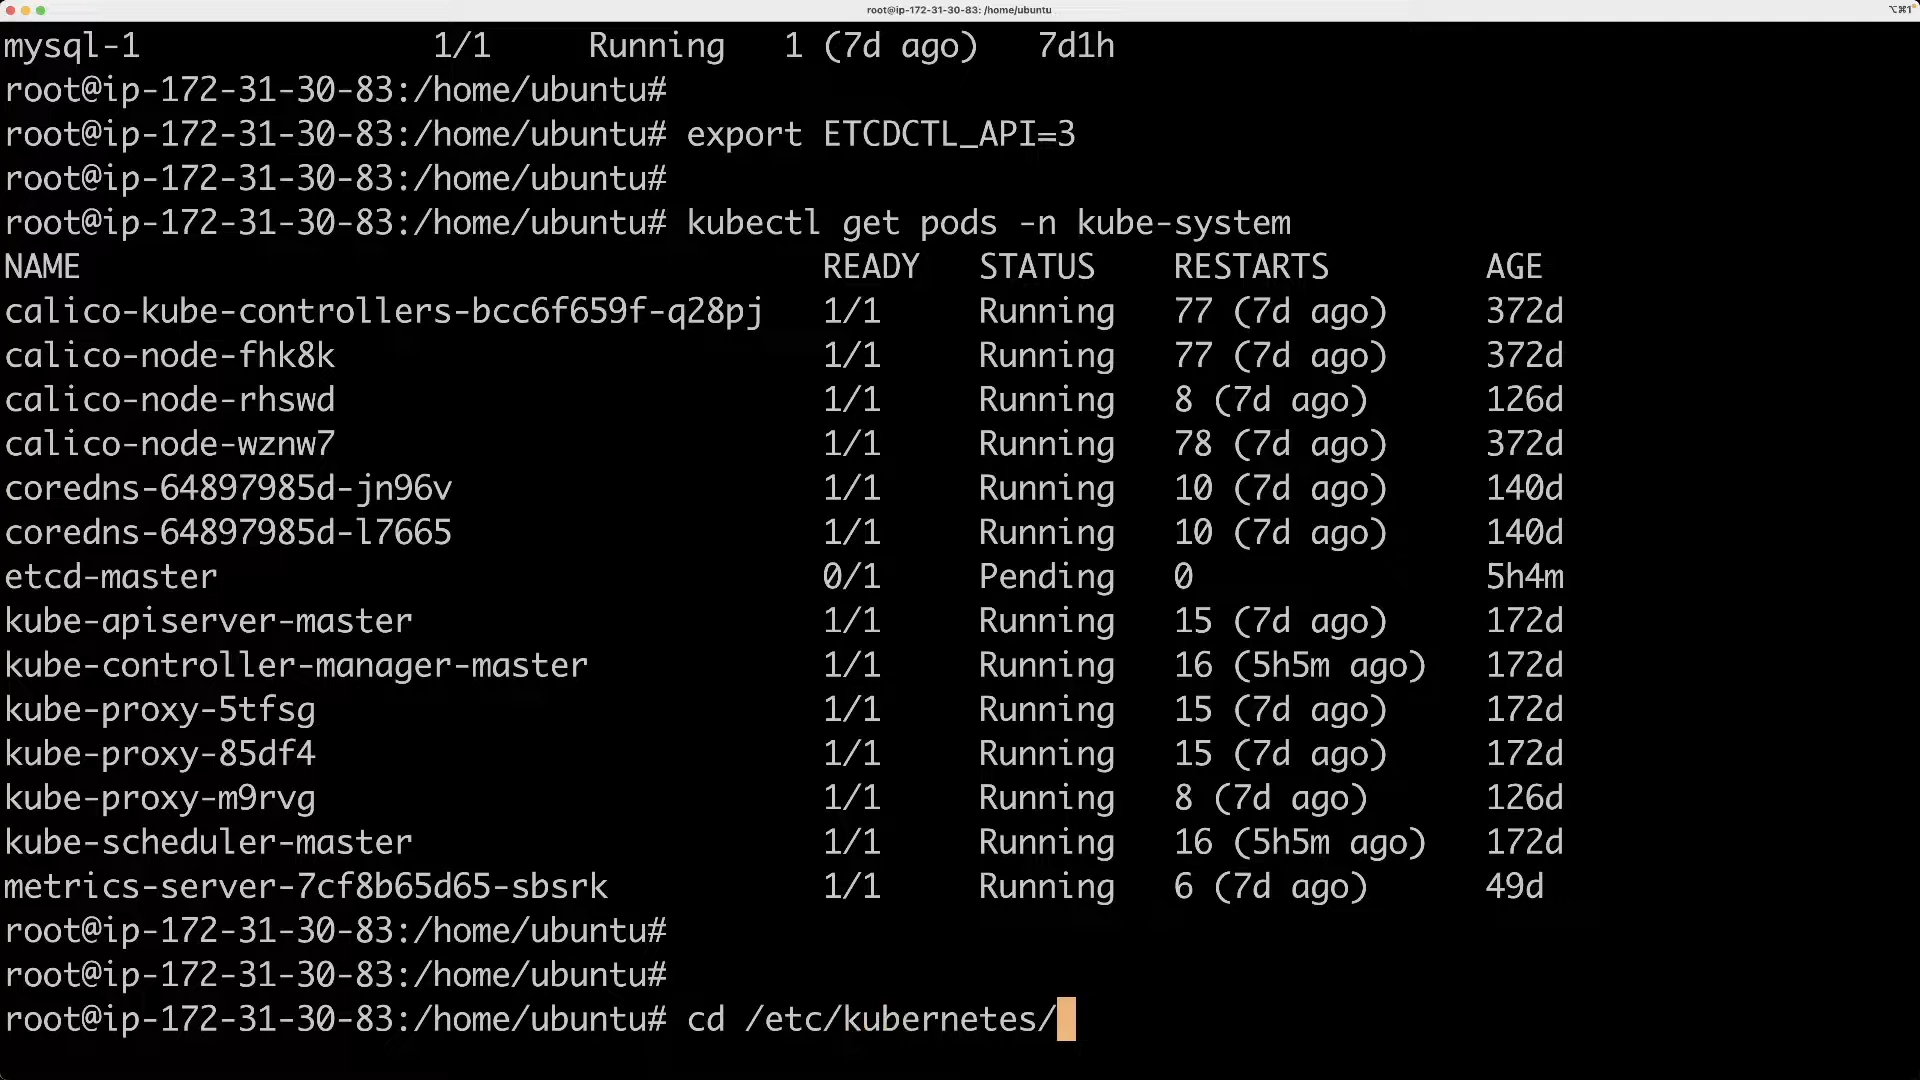 root@ip-172-31-30-83: /home/ubuntu
⌥⌘1
mysql-1 1/1 Running 1 (7d ago) 7d1h
root@ip-172-31-30-83:/home/ubuntu#
root@ip-172-31-30-83:/home/ubuntu# export ETCDCTL_API=3
root@ip-172-31-30-83:/home/ubuntu#
root@ip-172-31-30-83:/home/ubuntu# kubectl get pods -n kube-system
NAME READY STATUS RESTARTS AGE
calico-kube-controllers-bcc6f659f-q28pj 1/1 Running 77 (7d ago) 372d
calico-node-fhk8k 1/1 Running 77 (7d ago) 372d
calico-node-rhswd 1/1 Running 8 (7d ago) 126d
calico-node-wznw7 1/1 Running 78 (7d ago) 372d
coredns-64897985d-jn96v 1/1 Running 10 (7d ago) 140d
coredns-64897985d-l7665 1/1 Running 10 (7d ago) 140d
etcd-master 0/1 Pending 0 5h4m
kube-apiserver-master 1/1 Running 15 (7d ago) 172d
kube-controller-manager-master 1/1 Running 16 (5h5m ago) 172d
kube-proxy-5tfsg 1/1 Running 15 (7d ago) 172d
kube-proxy-85df4 1/1 Running 15 (7d ago) 172d
kube-proxy-m9rvg 1/1 Running 8 (7d ago) 126d
kube-scheduler-master 1/1 Running 16 (5h5m ago) 172d
metrics-server-7cf8b65d65-sbsrk 1/1 Running 6 (7d ago) 49d
root@ip-172-31-30-83:/home/ubuntu#
root@ip-172-31-30-83:/home/ubuntu#
root@ip-172-31-30-83:/home/ubuntu# cd /etc/kubernetes/